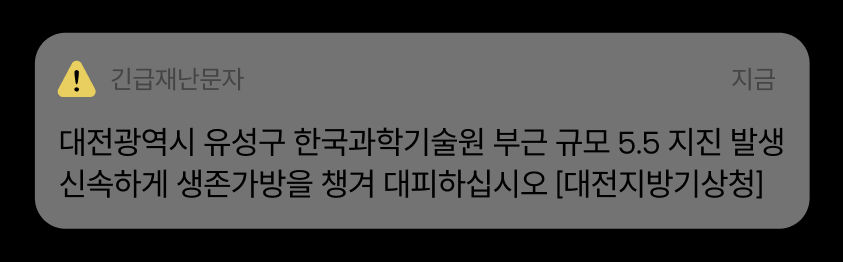 긴급재난문자
지금
대전광역시 유성구 한국과학기술원 부근 규모 5.5 지진 발생
신속하게 생존가방을 챙겨 대피하십시오 [대전지방기상청]